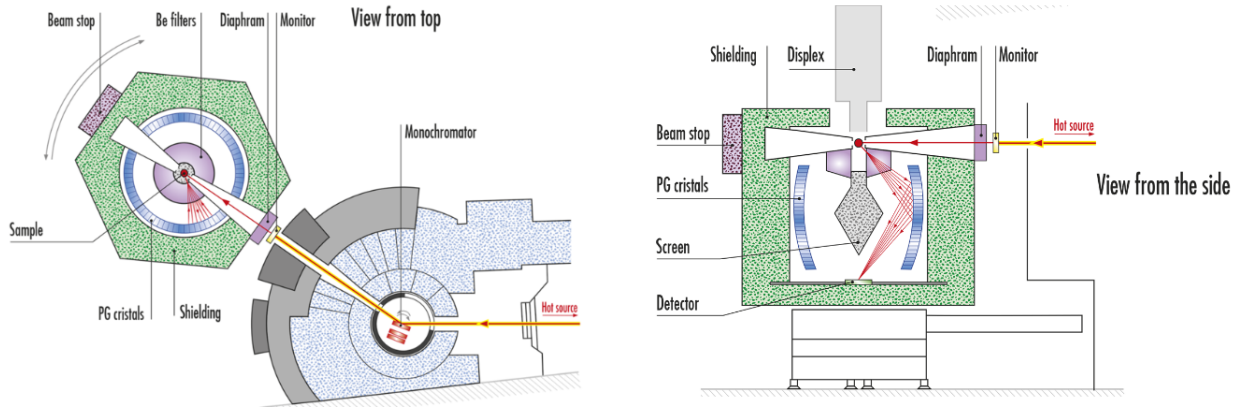 Beam stop
Be filters
Diaphram
Monitor
View from top
Monochromator
Sample
PG cristals
Shielding
Hot source
Shielding
Displex
Diaphram
Monitor
Beam stop
Hot source
PG cristals
View from the side
Screen
Detector